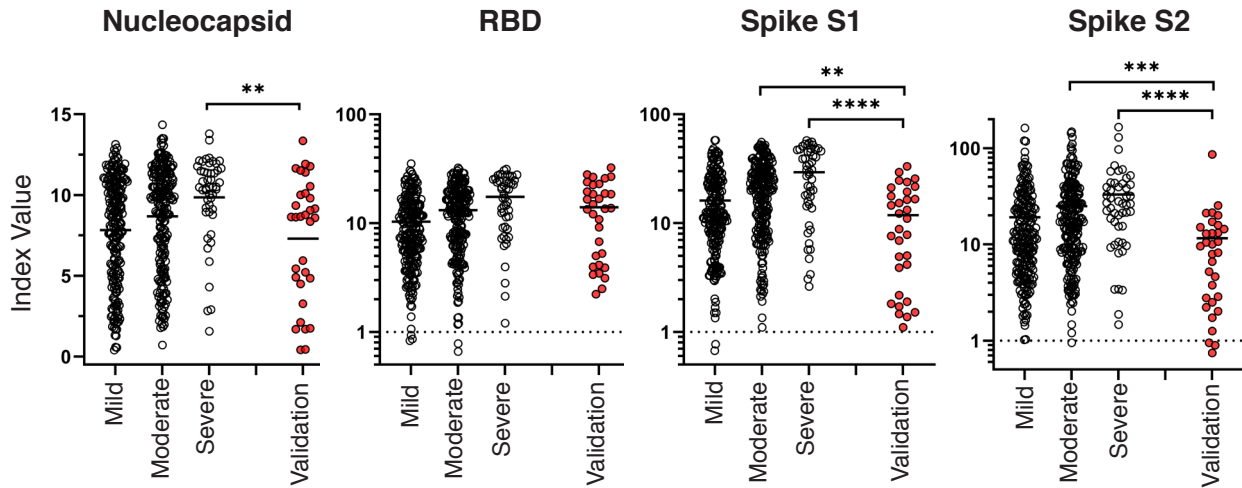 Nucleocapsid
RBD
Spike S1
Spike S2
Index Value
**
15
10
5
0
Mild
Moderate
Severe
Validation
100
10
1
Mild
Moderate
Severe
Validation
**
****
100
10
1
Mild
Moderate
Severe
Validation
***
****
100
10
1
Mild
Moderate
Severe
Validation